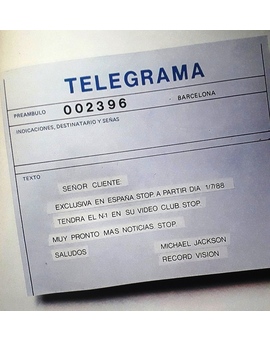 TELEGRAMA
PREAMBULO 002396 BARCELONA
INDICACIONES, DESTINATARIO Y SEÑAS
TEXTO
SEÑOR CLIENTE
EXCLUSIVA EN ESPAÑA.STOP A PARTIR DIA 1/7/88
TENDRA EL N-1 EN SU VIDEO CLUB.STOP
MUY PRONTO MAS NOTICIAS STOP
SALUDOS MICHAEL JACKSON
RECORD VISION